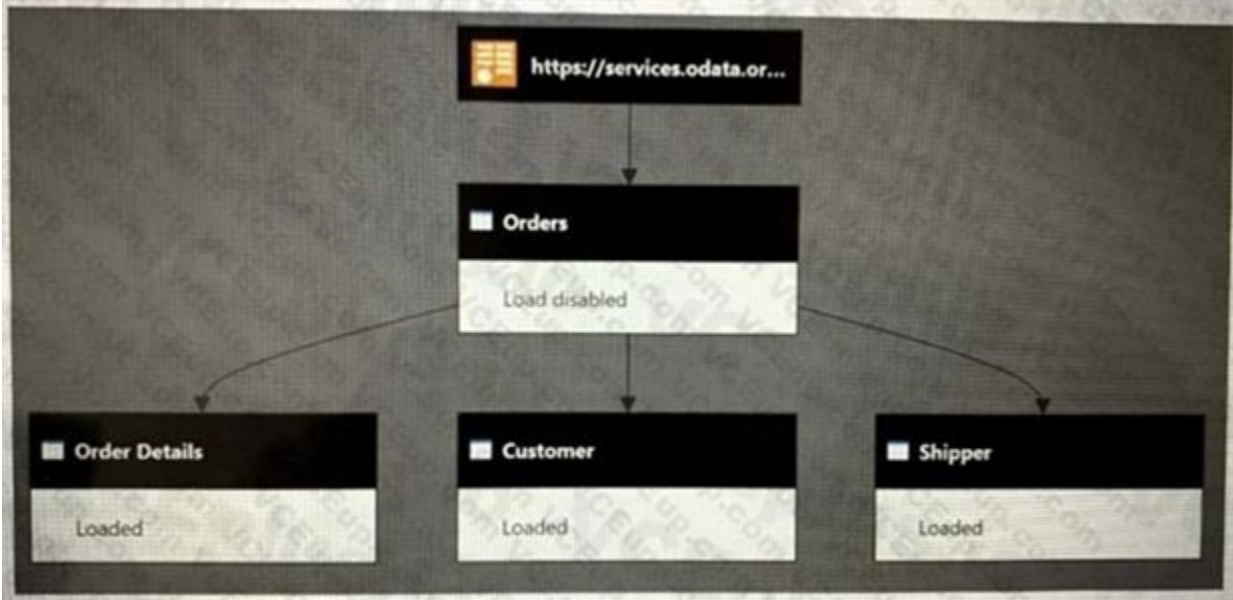 https://services.odata.or...
Orders
Load disabled
Order Details
Customer
Shipper
Loaded
Loaded
Loaded